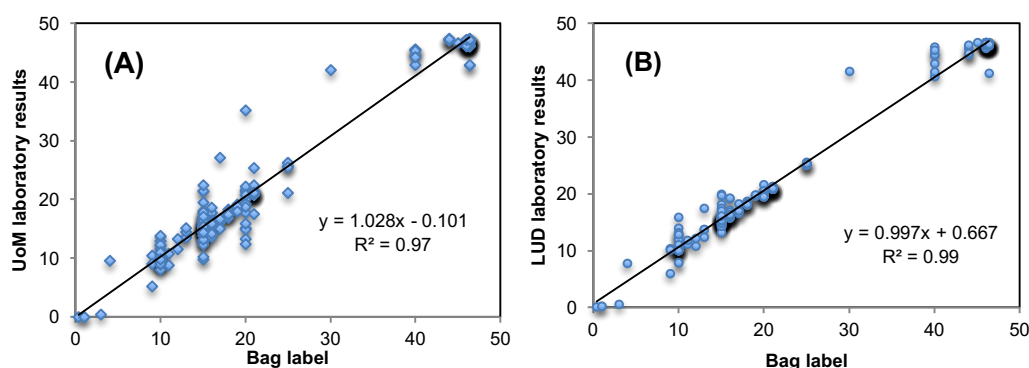 (A)
UoM laboratory results
50
40
30
20
10
0
y = 1.028x - 0.101
R² = 0.97
0 10 20 30 40 50
Bag label
(B)
LUD laboratory results
50
40
30
20
10
0
y = 0.997x + 0.667
R² = 0.99
0 10 20 30 40 50
Bag label